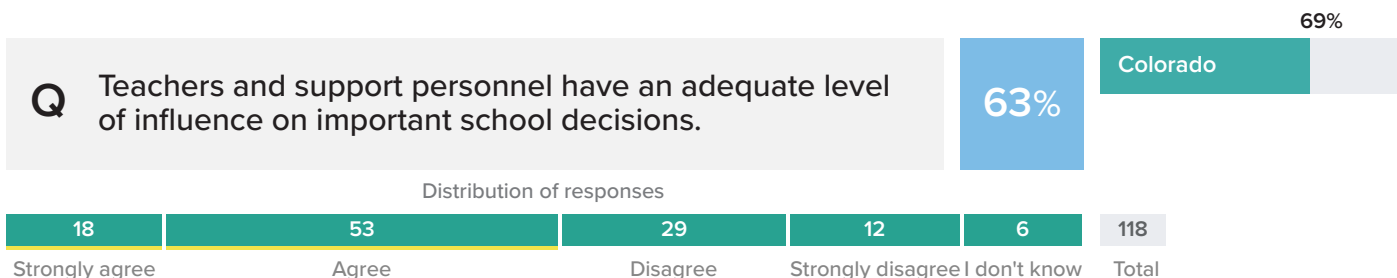 69%
Q
Teachers and support personnel have an adequate level
of influence on important school decisions.
63%
Colorado
Distribution of responses
18 53 29 12 6 118
Strongly agree Agree Disagree Strongly disagree I don't know Total